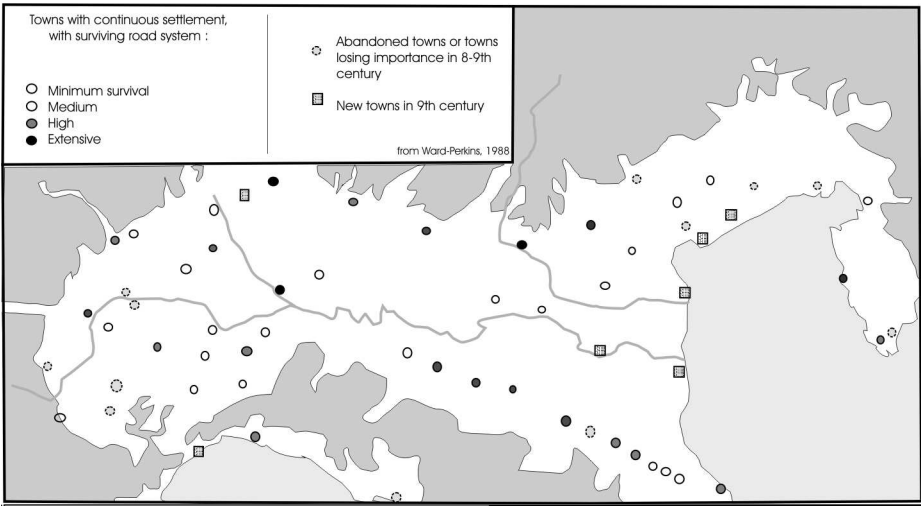 Towns with continuous settlement,
with surviving road system :
Minimum survival
Medium
High
Extensive
Abandoned towns or towns
losing importance in 8-9th
century
New towns in 9th century
from Ward-Perkins, 1988